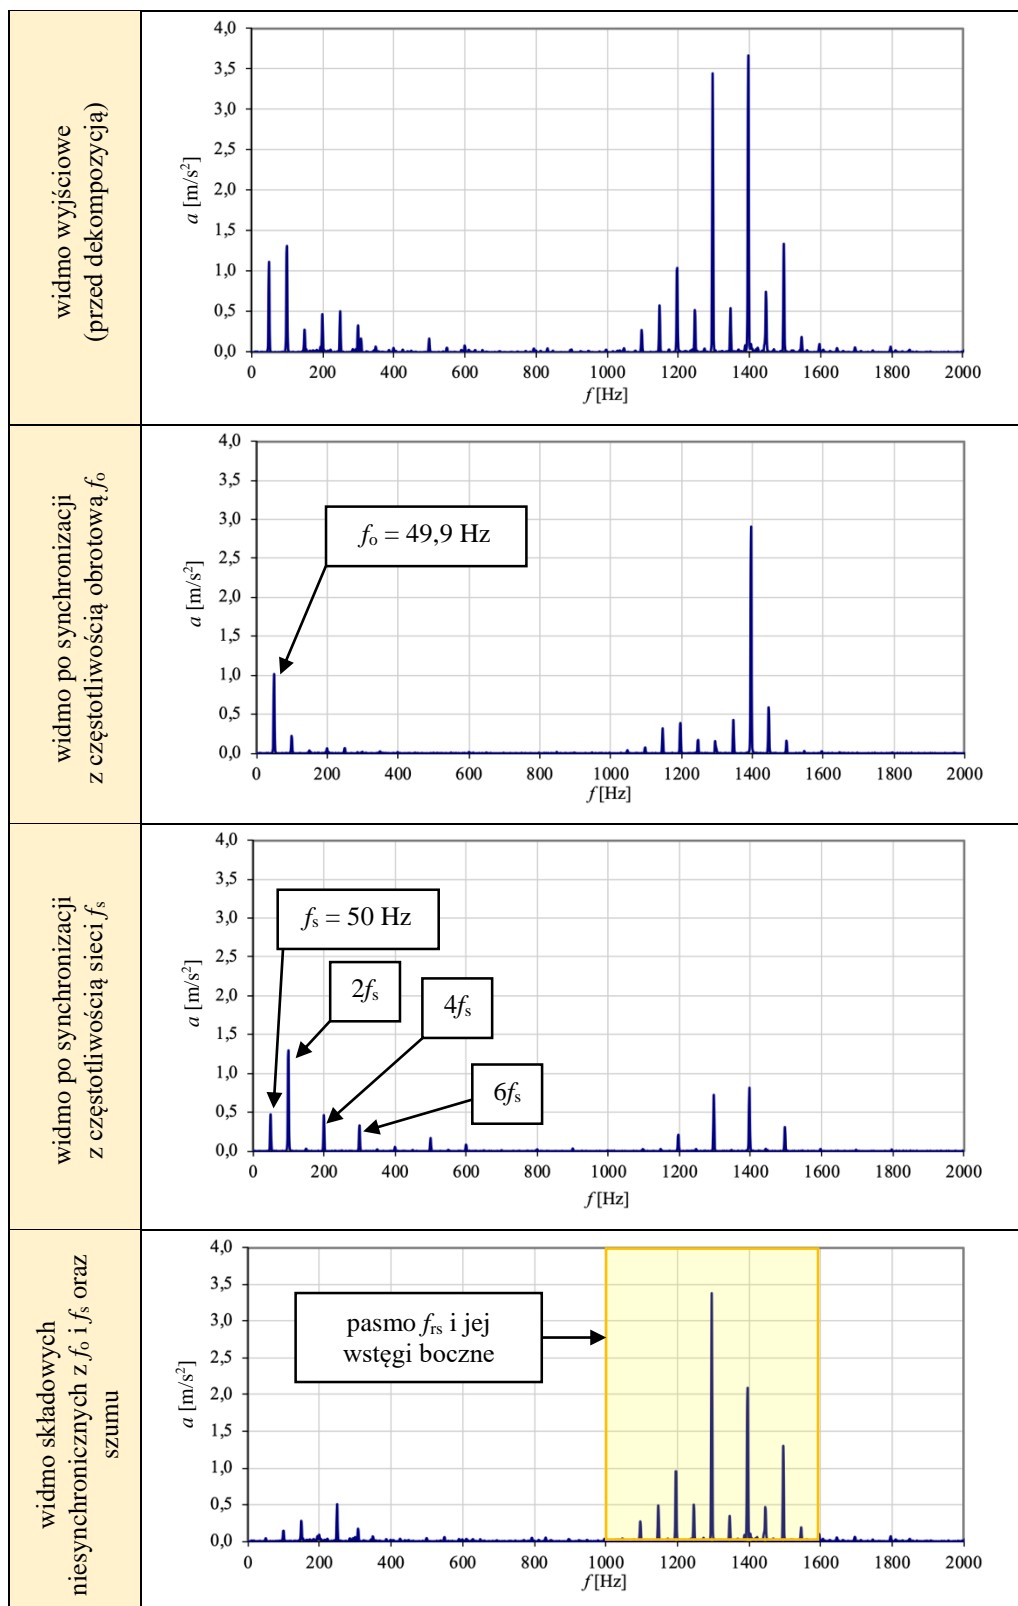 widmo wyjściowe
(przed dekompozycją)
4,0
3,5
3,0
2,5
2,0
1,5
1,0
0,5
0,0
a [m/s²]
0 200 400 600 800 1000 1200 1400 1600 1800 2000
f [Hz]
widmo po synchronizacji
z częstotliwością obrotową fo
4,0
3,5
3,0
2,5
2,0
1,5
1,0
0,5
0,0
a [m/s²]
fo = 49,9 Hz
0 200 400 600 800 1000 1200 1400 1600 1800 2000
f [Hz]
widmo po synchronizacji
z częstotliwością sieci fs
4,0
3,5
3,0
2,5
2,0
1,5
1,0
0,5
0,0
a [m/s²]
fs = 50 Hz
2fs
4fs
6fs
0 200 400 600 800 1000 1200 1400 1600 1800 2000
f [Hz]
widmo składowych
niesynchronicznych z fo i fs oraz
szumu
4,0
3,5
3,0
2,5
2,0
1,5
1,0
0,5
0,0
a [m/s²]
pasmo frs i jej
wstęgi boczne
0 200 400 600 800 1000 1200 1400 1600 1800 2000
f [Hz]